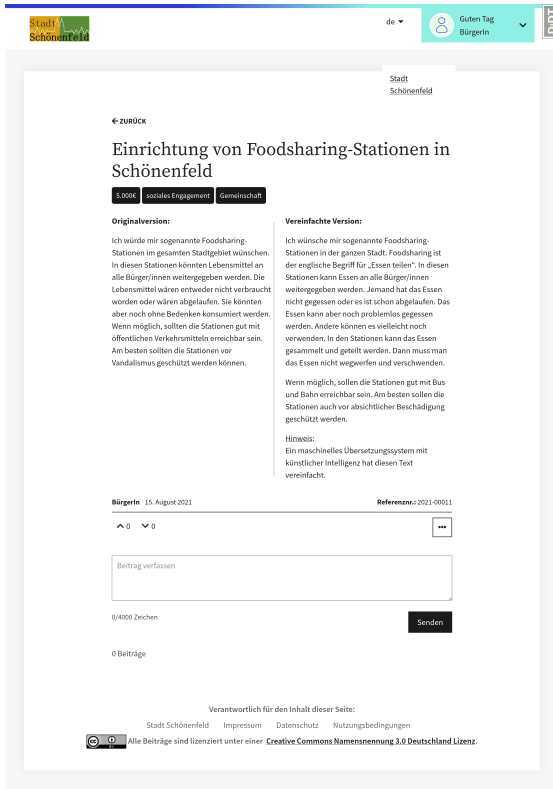 Stadt
Schönenfeld
de
Guten Tag
BürgerIn
Stadt
Schönenfeld
ZURÜCK
Einrichtung von Foodsharing-Stationen in
Schönenfeld
5.000€ soziales Engagement Gemeinschaft
Originalversion:
Ich würde mir sogenannte Foodsharing-
Stationen im gesamten Stadtgebiet wünschen.
In diesen Stationen könnten Lebensmittel an
alle Bürger/innen weitergegeben werden. Die
Lebensmittel wären entweder nicht verbraucht
worden oder wären abgelaufen. Sie könnten
aber noch ohne Bedenken konsumiert werden.
Wenn möglich, sollten die Stationen gut mit
öffentlichen Verkehrsmitteln erreichbar sein.
Am besten sollten die Stationen vor
Vandalismus geschützt werden können.
Vereinfachte Version:
Ich wünsche mir sogenannte Foodsharing-
Stationen in der ganzen Stadt. Foodsharing ist
der englische Begriff für „Essen teilen“. In diesen
Stationen kann Essen an alle Bürger/innen
weitergegeben werden. Jemand hat das Essen
nicht gegessen oder es ist schon abgelaufen. Das
Essen kann aber noch problemlos gegessen
werden. Andere können es vielleicht noch
verwenden. In den Stationen kann das Essen
gesammelt und geteilt werden. Dann muss man
das Essen nicht wegwerfen und verschwenden.
Wenn möglich, sollen die Stationen gut mit Bus
und Bahn erreichbar sein. Am besten sollen die
Stationen auch vor absichtlicher Beschädigung
geschützt werden.
Hinweis:
Ein maschinelles Übersetzungssystem mit
künstlicher Intelligenz hat diesen Text
vereinfacht.
BürgerIn 15. August 2021
Referenznr.: 2021-00011
0 0
Beitrag verfassen
0/4000 Zeichen
Senden
0 Beiträge
Verantwortlich für den Inhalt dieser Seite:
Stadt Schönenfeld Impressum Datenschutz Nutzungsbedingungen
Alle Beiträge sind lizenziert unter einer Creative Commons Namensnennung 3.0 Deutschland Lizenz.